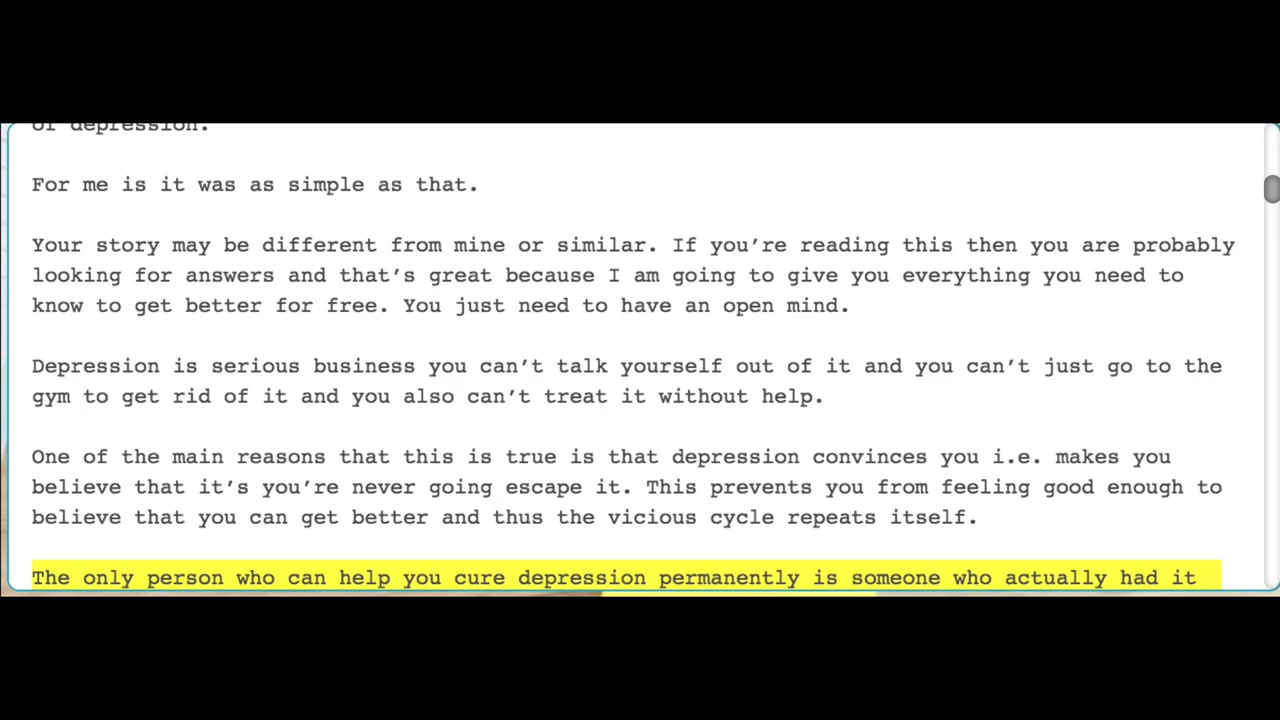 of depression.
For me is it was as simple as that.
Your story may be different from mine or similar. If you’re reading this then you are probably
looking for answers and that’s great because I am going to give you everything you need to
know to get better for free. You just need to have an open mind.
Depression is serious business you can’t talk yourself out of it and you can’t just go to the
gym to get rid of it and you also can’t treat it without help.
One of the main reasons that this is true is that depression convinces you i.e. makes you
believe that it’s you’re never going escape it. This prevents you from feeling good enough to
believe that you can get better and thus the vicious cycle repeats itself.
The only person who can help you cure depression permanently is someone who actually had it